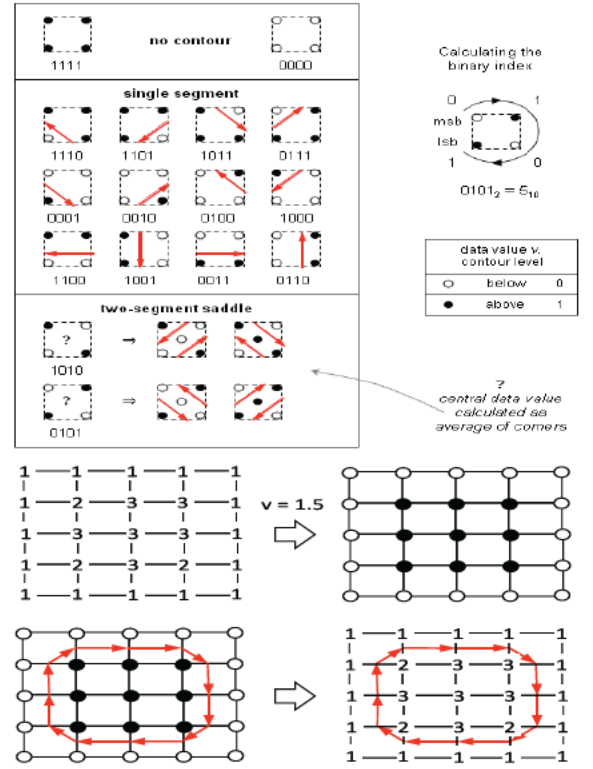 no contour
1111 0000
single segment
1110 1101 1011 0111
0001 0010 0100 1000
1100 1001 0011 0110
two-segment saddle
? ⇒
1010
? ⇒
0101
Calculating the
binary index
0 1
msb
lsb
1 0
0101₂ = 5₁₀
data value v.
contour level
below 0
above 1
?
central data value
calculated as
average of corners
1 1 1 1 1
1 2 3 3 1
1 3 3 3 1
1 2 3 2 1
1 1 1 1 1
v = 1.5
1 1 1 1 1
1 2 3 3 1
1 3 3 3 1
1 2 3 2 1
1 1 1 1 1